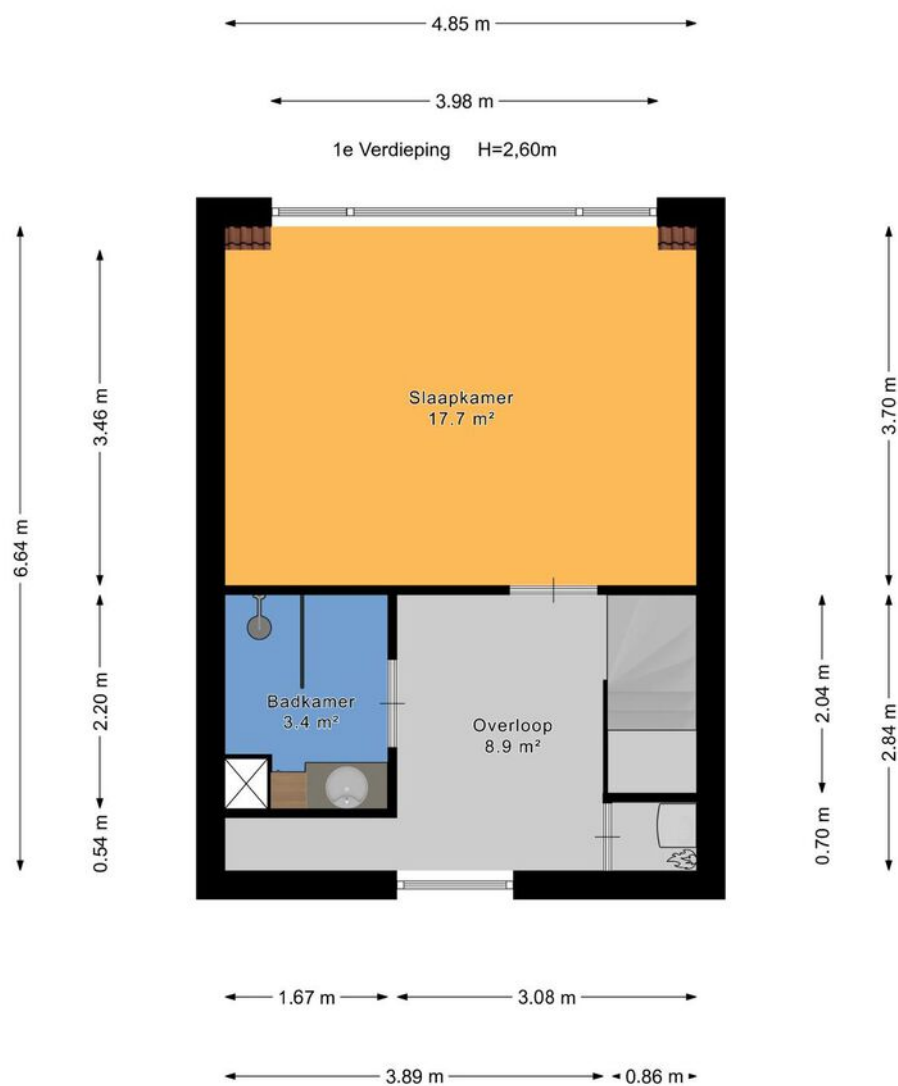 4.85 m
3.98 m
1e Verdieping H=2,60m
3.46 m
3.70 m
Slaapkamer
17.7 m²
6.64 m
2.20 m
Badkamer
3.4 m²
Overloop
8.9 m²
2.04 m
2.84 m
0.54 m
0.70 m
1.67 m
3.08 m
3.89 m
0.86 m